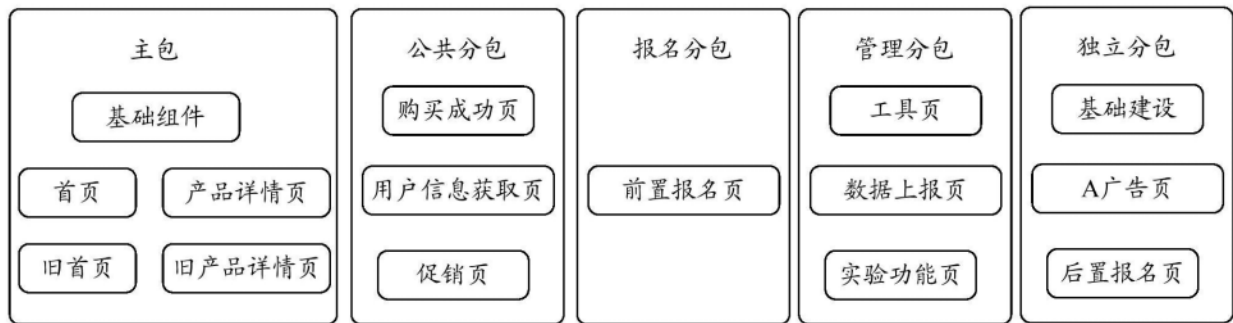 主包
基础组件
首页
产品详情页
旧首页
旧产品详情页
公共分包
购买成功页
用户信息获取页
促销页
报名分包
前置报名页
管理分包
工具页
数据上报页
实验功能页
独立分包
基础建设
A广告页
后置报名页